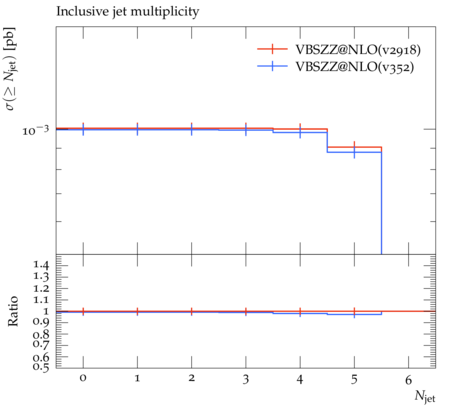 Inclusive jet multiplicity
σ(≥ Njet) [pb]
VBSZZ@NLO(v2918)
VBSZZ@NLO(v352)
10−3
Ratio
1.4
1.3
1.2
1.1
1
0.9
0.8
0.7
0.6
0.5
0 1 2 3 4 5 6
Njet